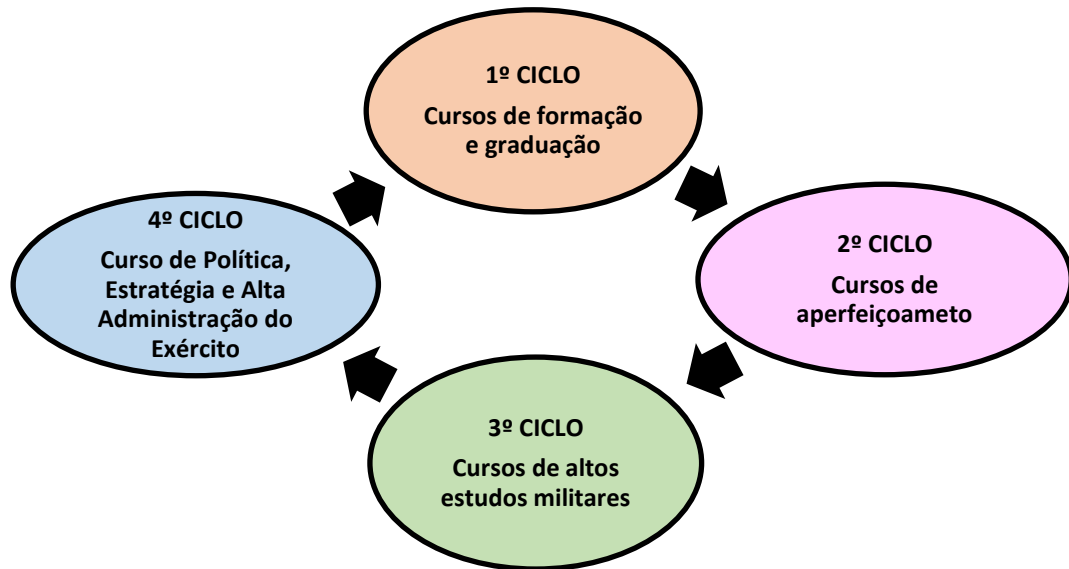 1º CICLO
Cursos de formação
e graduação
2º CICLO
Cursos de
aperfeiçoameto
3º CICLO
Cursos de altos
estudos militares
4º CICLO
Curso de Política,
Estratégia e Alta
Administração do
Exército